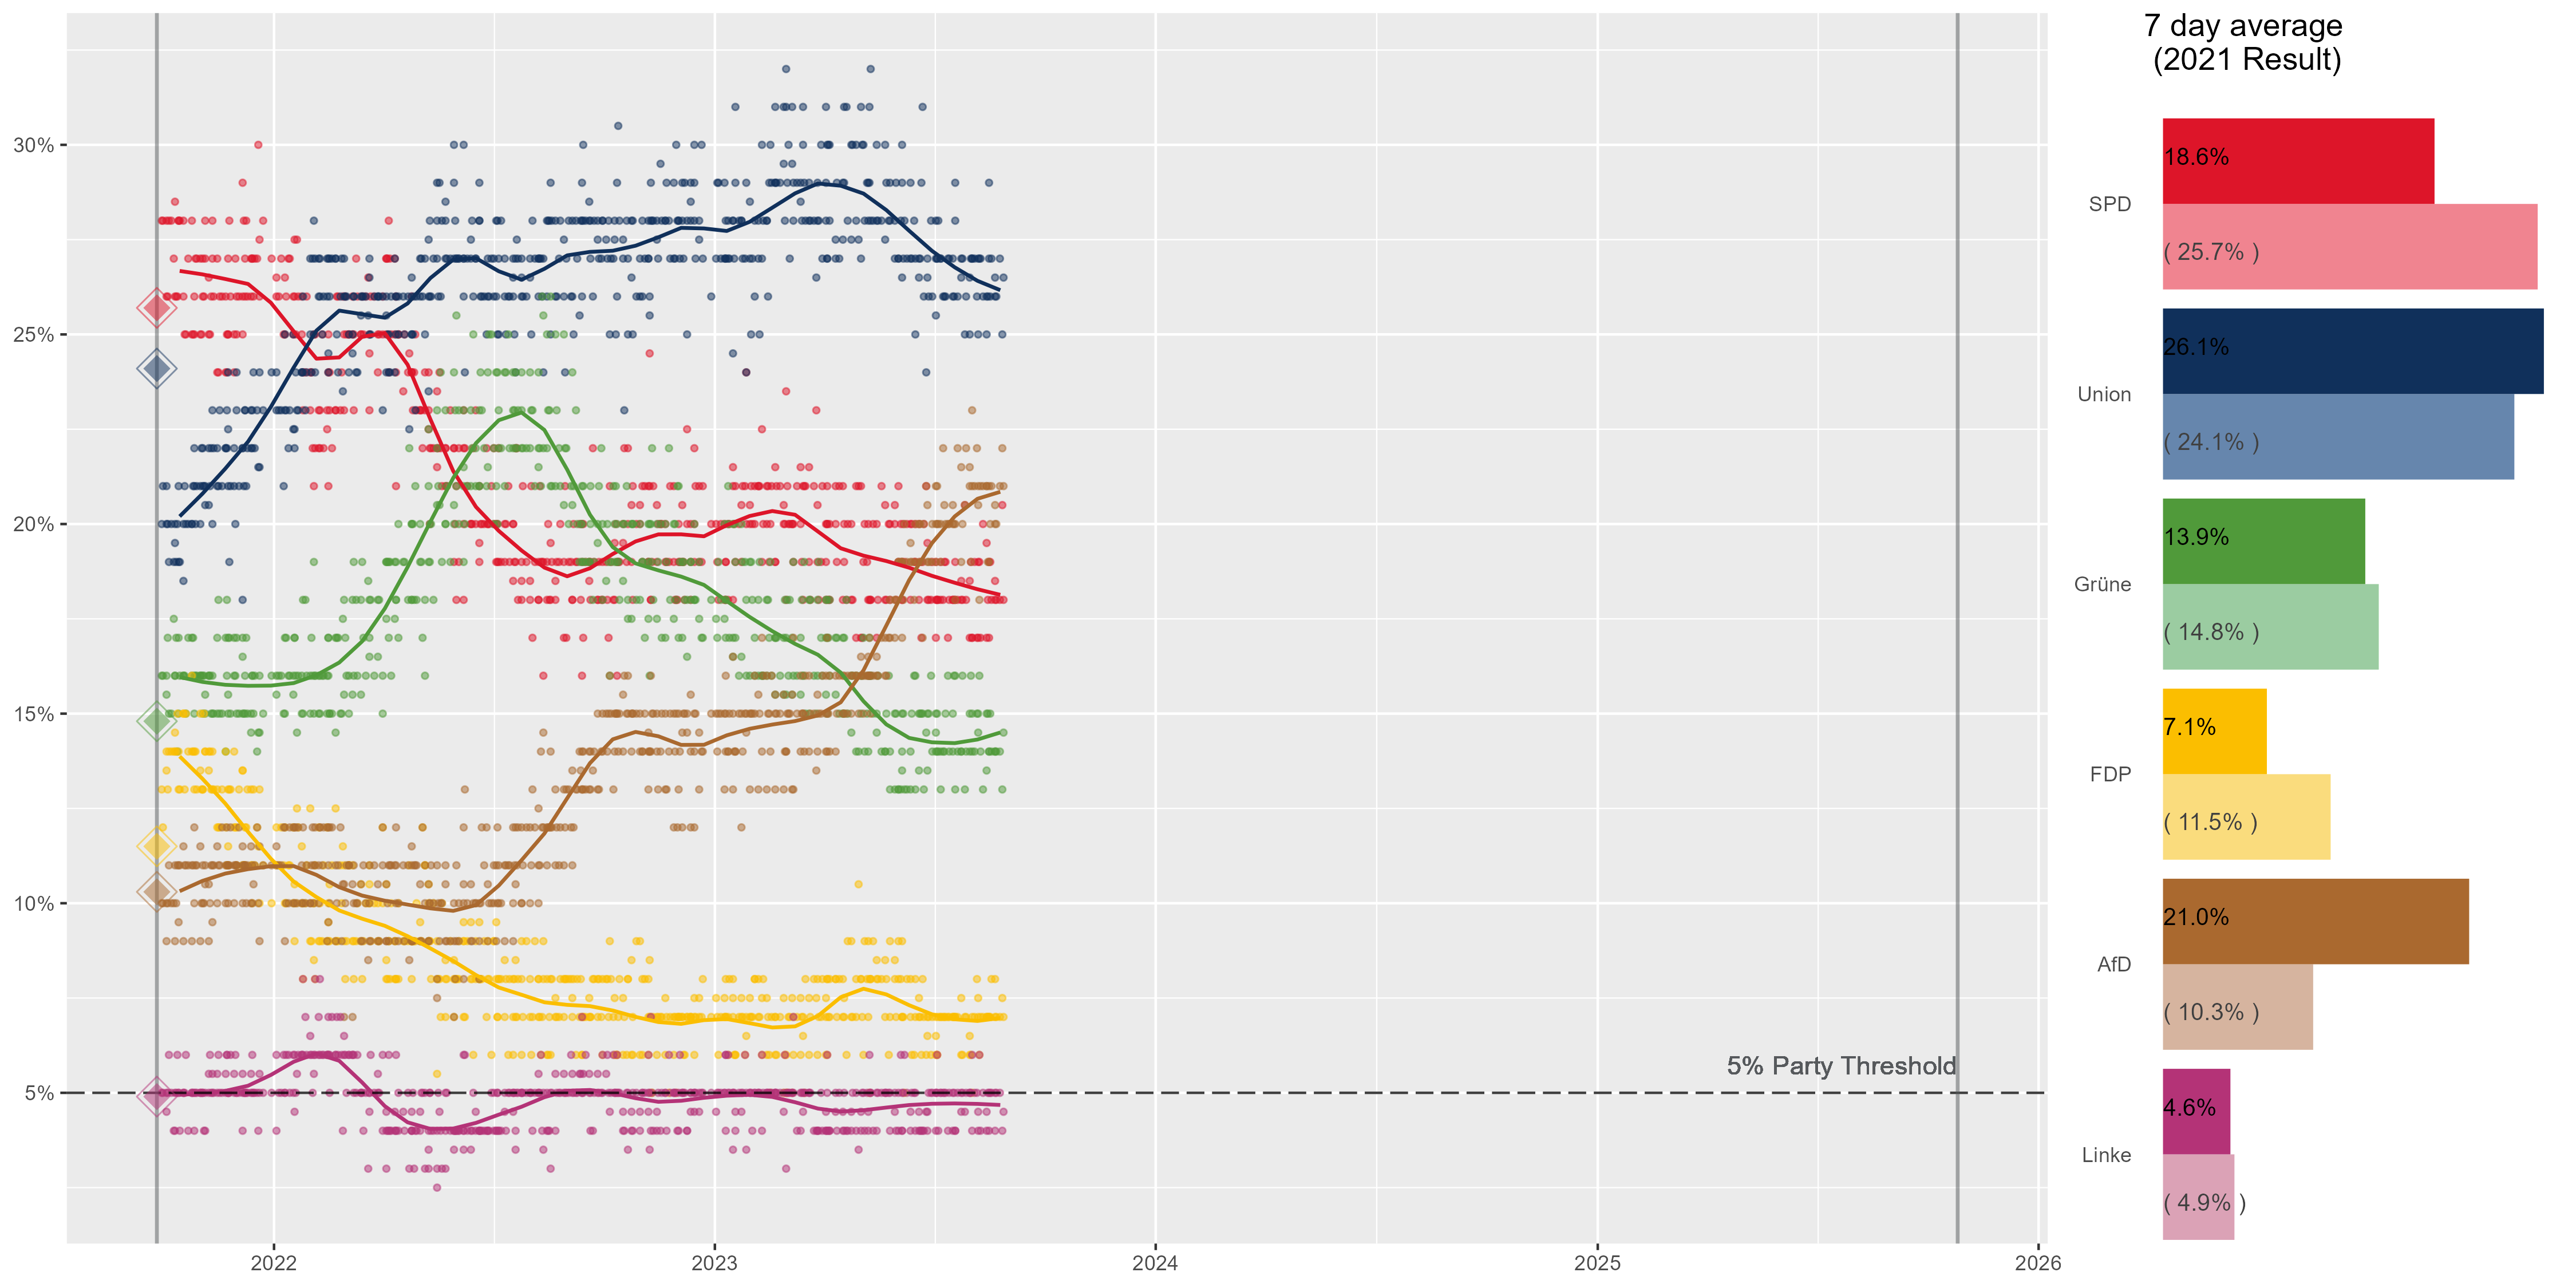 7 day average
(2021 Result)
30%
25%
20%
15%
10%
5%
5% Party Threshold
2022
2023
2024
2025
2026
SPD
18.6%
( 25.7% )
Union
26.1%
( 24.1% )
Grüne
13.9%
( 14.8% )
FDP
7.1%
( 11.5% )
AfD
21.0%
( 10.3% )
Linke
4.6%
( 4.9% )